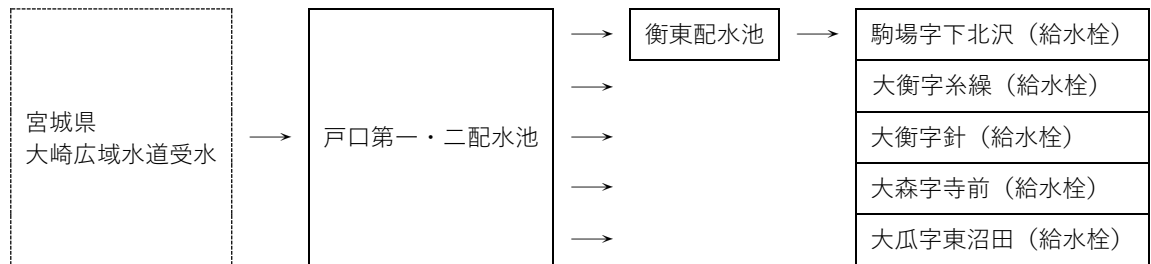 宮城県
大崎広域水道受水
戸口第一・二配水池
衡東配水池
駒場字下北沢（給水栓）
大衡字糸繰（給水栓）
大衡字針（給水栓）
大森字寺前（給水栓）
大瓜字東沼田（給水栓）